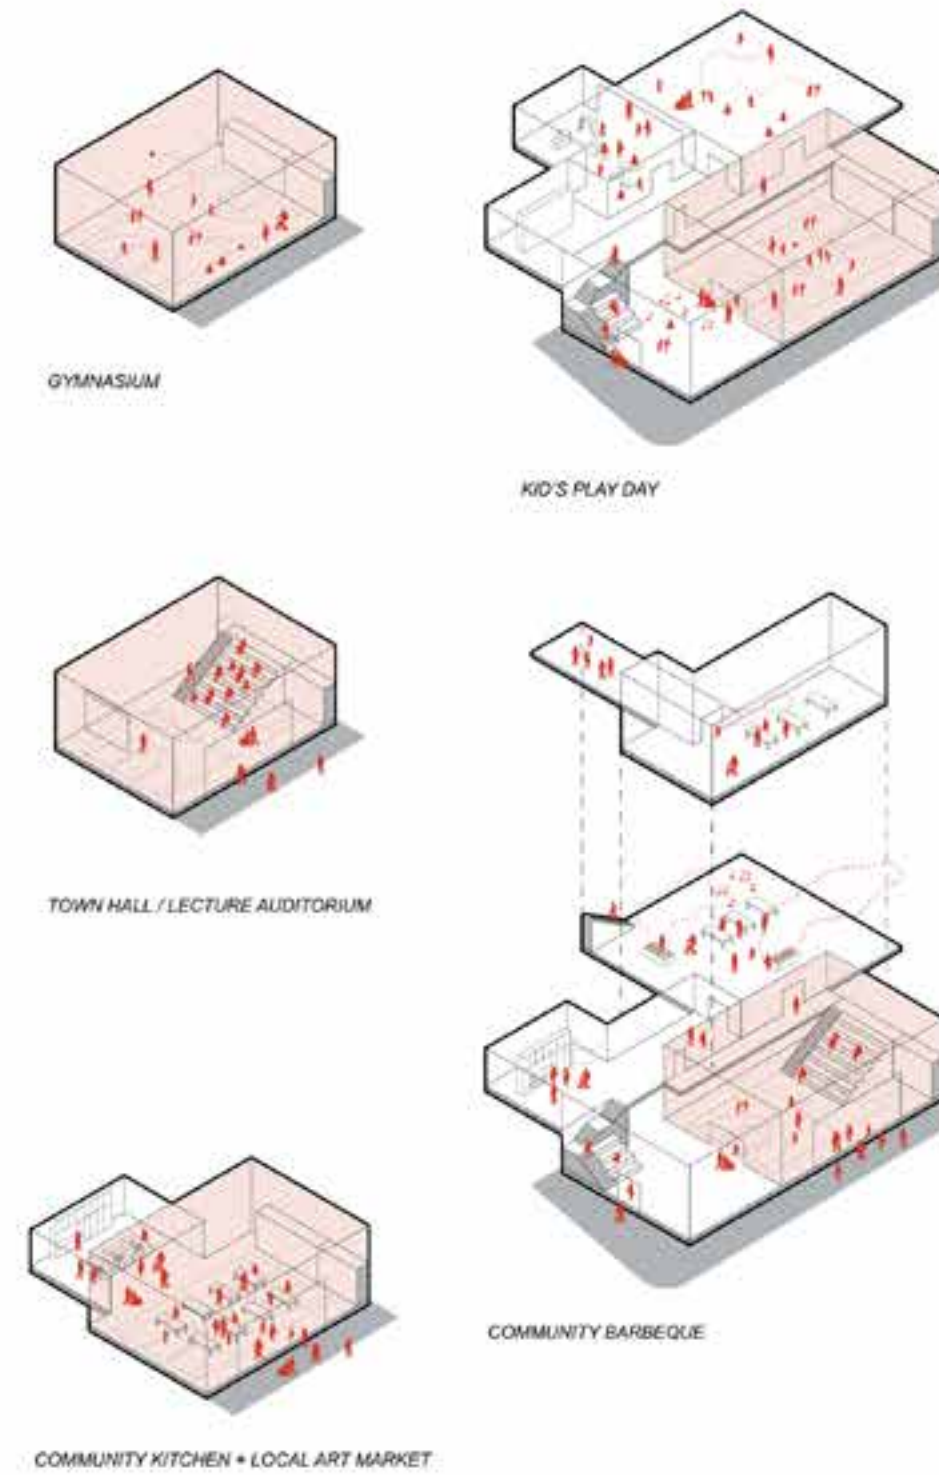 GYMNASIUM
KID'S PLAY DAY
TOWN HALL / LECTURE AUDITORIUM
COMMUNITY BARBEQUE
COMMUNITY KITCHEN + LOCAL ART MARKET